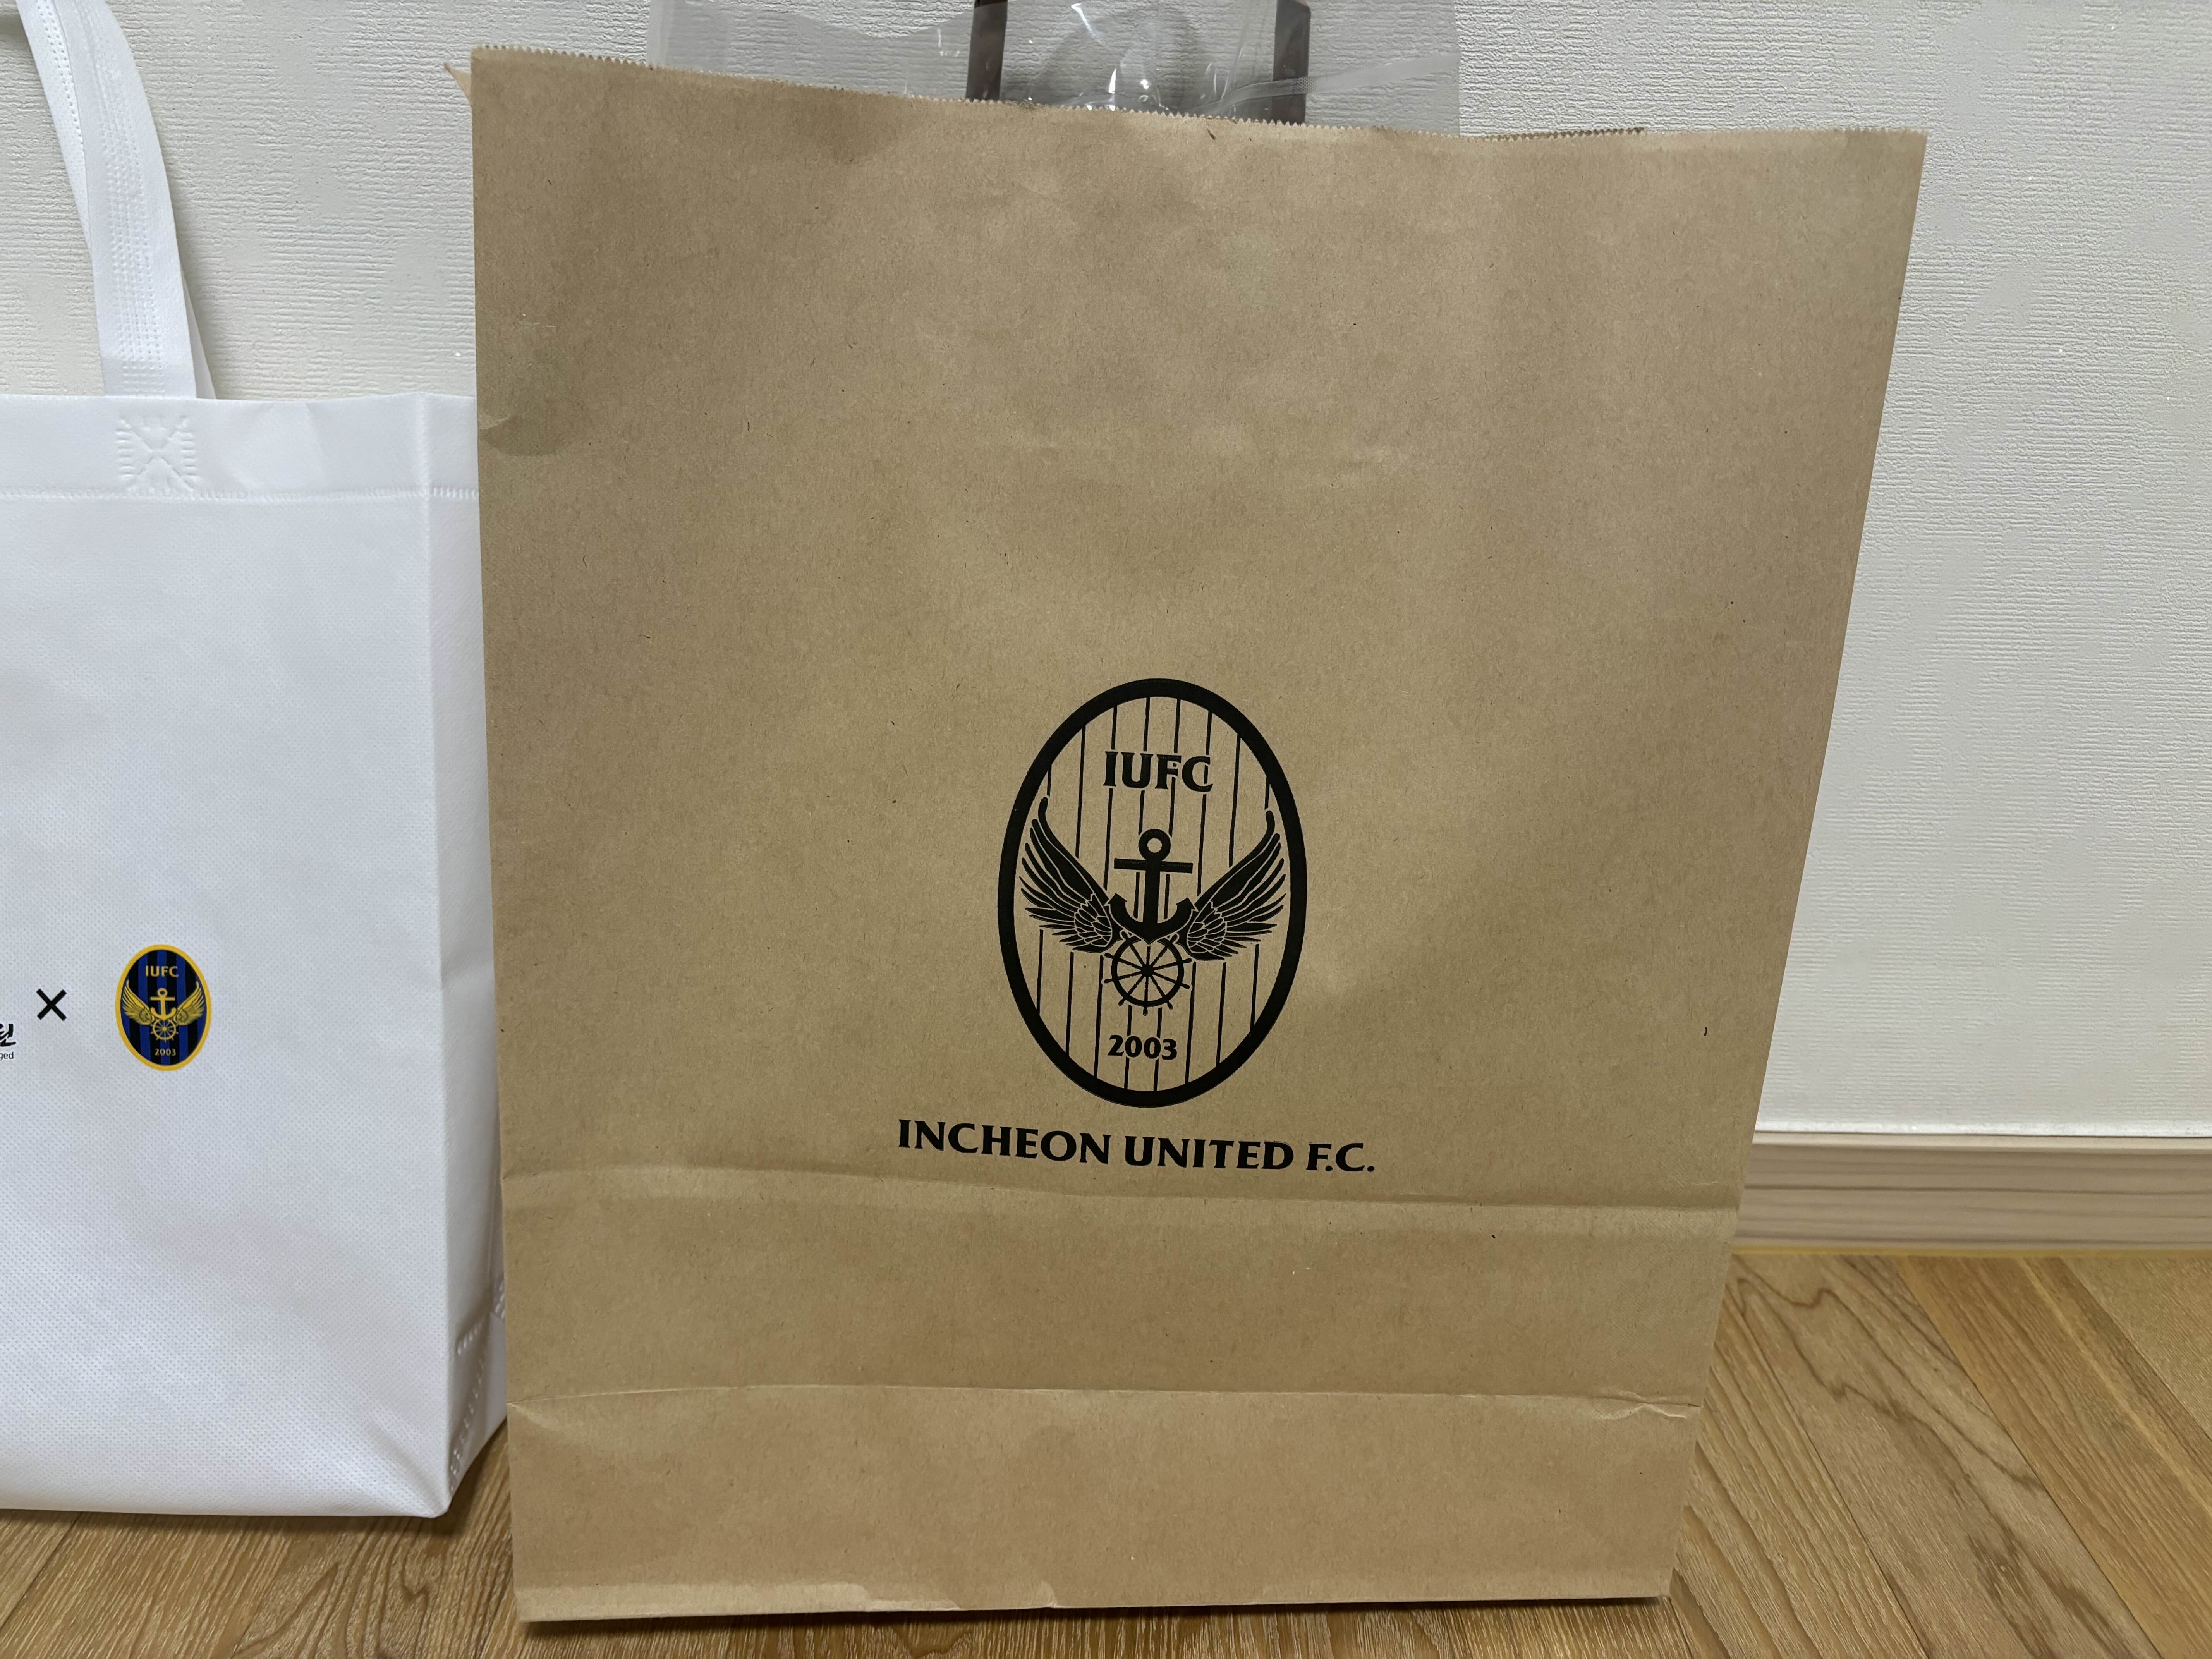 IUFC
2003
INCHEON UNITED F.C.
×
IUFC
2003